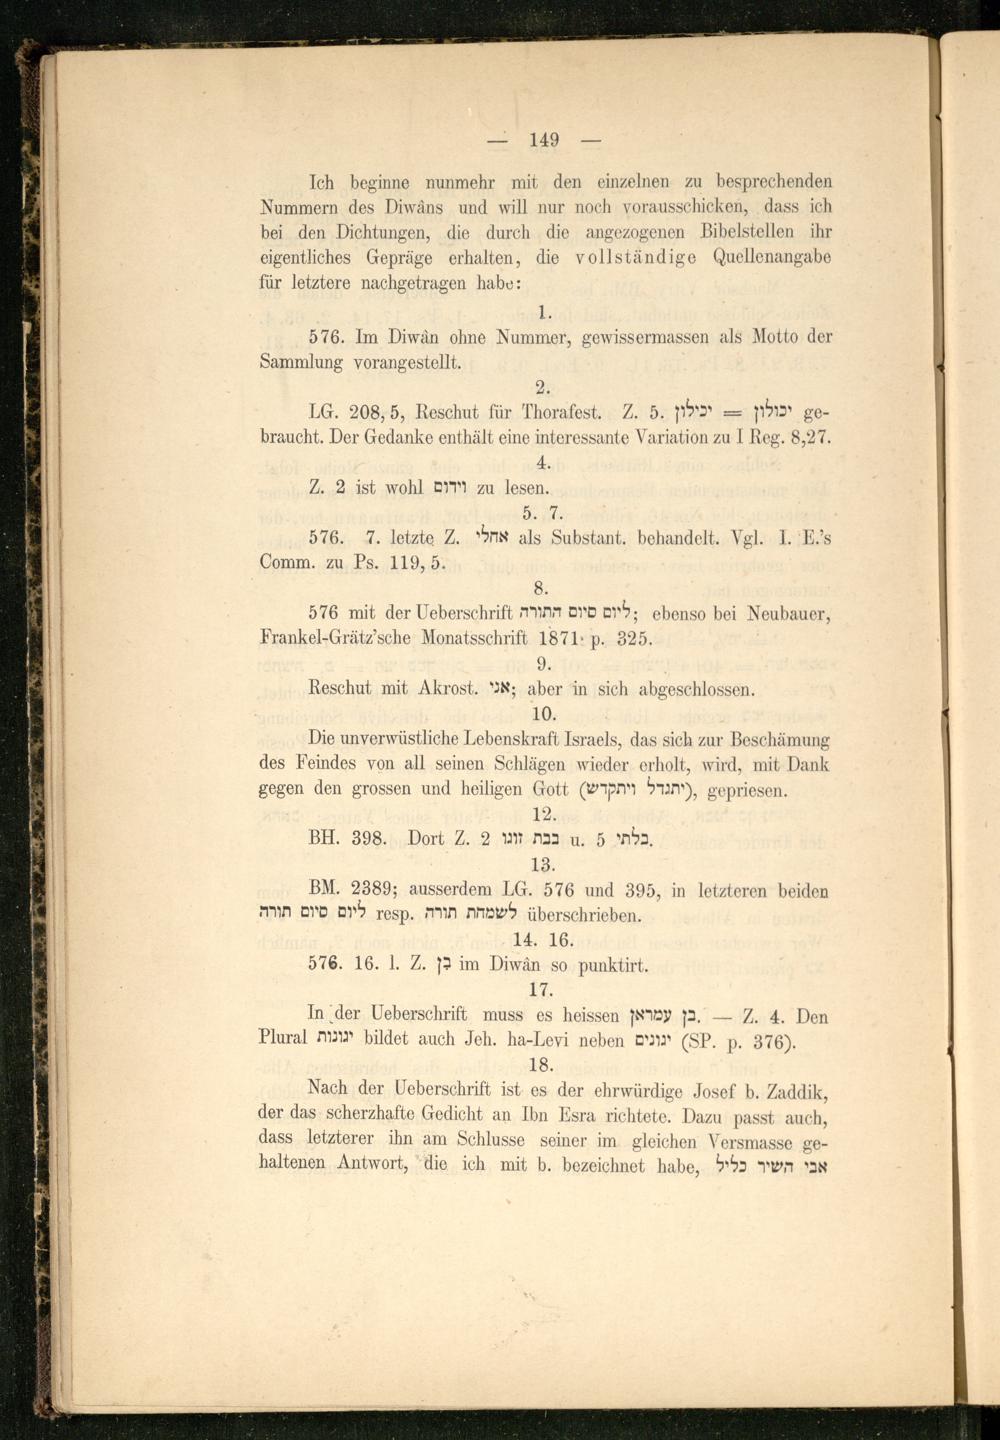 — 149 —
Ich beginne nunmehr mit den einzelnen zu besprechenden
Nummern des Diwâns und will nur noch vorausschicken, dass ich
bei den Dichtungen, die durch die angezogenen Bibelstellen ihr
eigentliches Gepräge erhalten, die vollständige Quellenangabe
für letztere nachgetragen habe:
1.
576. Im Diwân ohne Nummer, gewissermassen als Motto der
Sammlung vorangestellt.
2.
LG. 208, 5, Reschut für Thorafest. Z. 5. יכולון = יכילון ge-
braucht. Der Gedanke enthält eine interessante Variation zu I Reg. 8,27.
4.
Z. 2 ist wohl וידום zu lesen.
5. 7.
576. 7. letzte Z. אחלי als Substant. behandelt. Vgl. I. E.'s
Comm. zu Ps. 119, 5.
8.
576 mit der Ueberschrift ליום סיום התורה; ebenso bei Neubauer,
Frankel-Grätz'sche Monatsschrift 1871 p. 325.
9.
Reschut mit Akrost. אני; aber in sich abgeschlossen.
10.
Die unverwüstliche Lebenskraft Israels, das sich zur Beschämung
des Feindes von all seinen Schlägen wieder erholt, wird, mit Dank
gegen den grossen und heiligen Gott (יתגדל ויתקדש), gepriesen.
12.
BH. 398. Dort Z. 2 בבת זוגו u. 5 בלתי.
13.
BM. 2389; ausserdem LG. 576 und 395, in letzteren beiden
ליום סיום תורה resp. לשמחת תורה überschrieben.
14. 16.
576. 16. l. Z. בֶּן im Diwân so punktirt.
17.
In der Ueberschrift muss es heissen בן עמראן. — Z. 4. Den
Plural יגונות bildet auch Jeh. ha-Levi neben יגונים (SP. p. 376).
18.
Nach der Ueberschrift ist es der ehrwürdige Josef b. Zaddik,
der das scherzhafte Gedicht an Ibn Esra richtete. Dazu passt auch,
dass letzterer ihn am Schlusse seiner im gleichen Versmasse ge-
haltenen Antwort, die ich mit b. bezeichnet habe, אבי השיר כליל